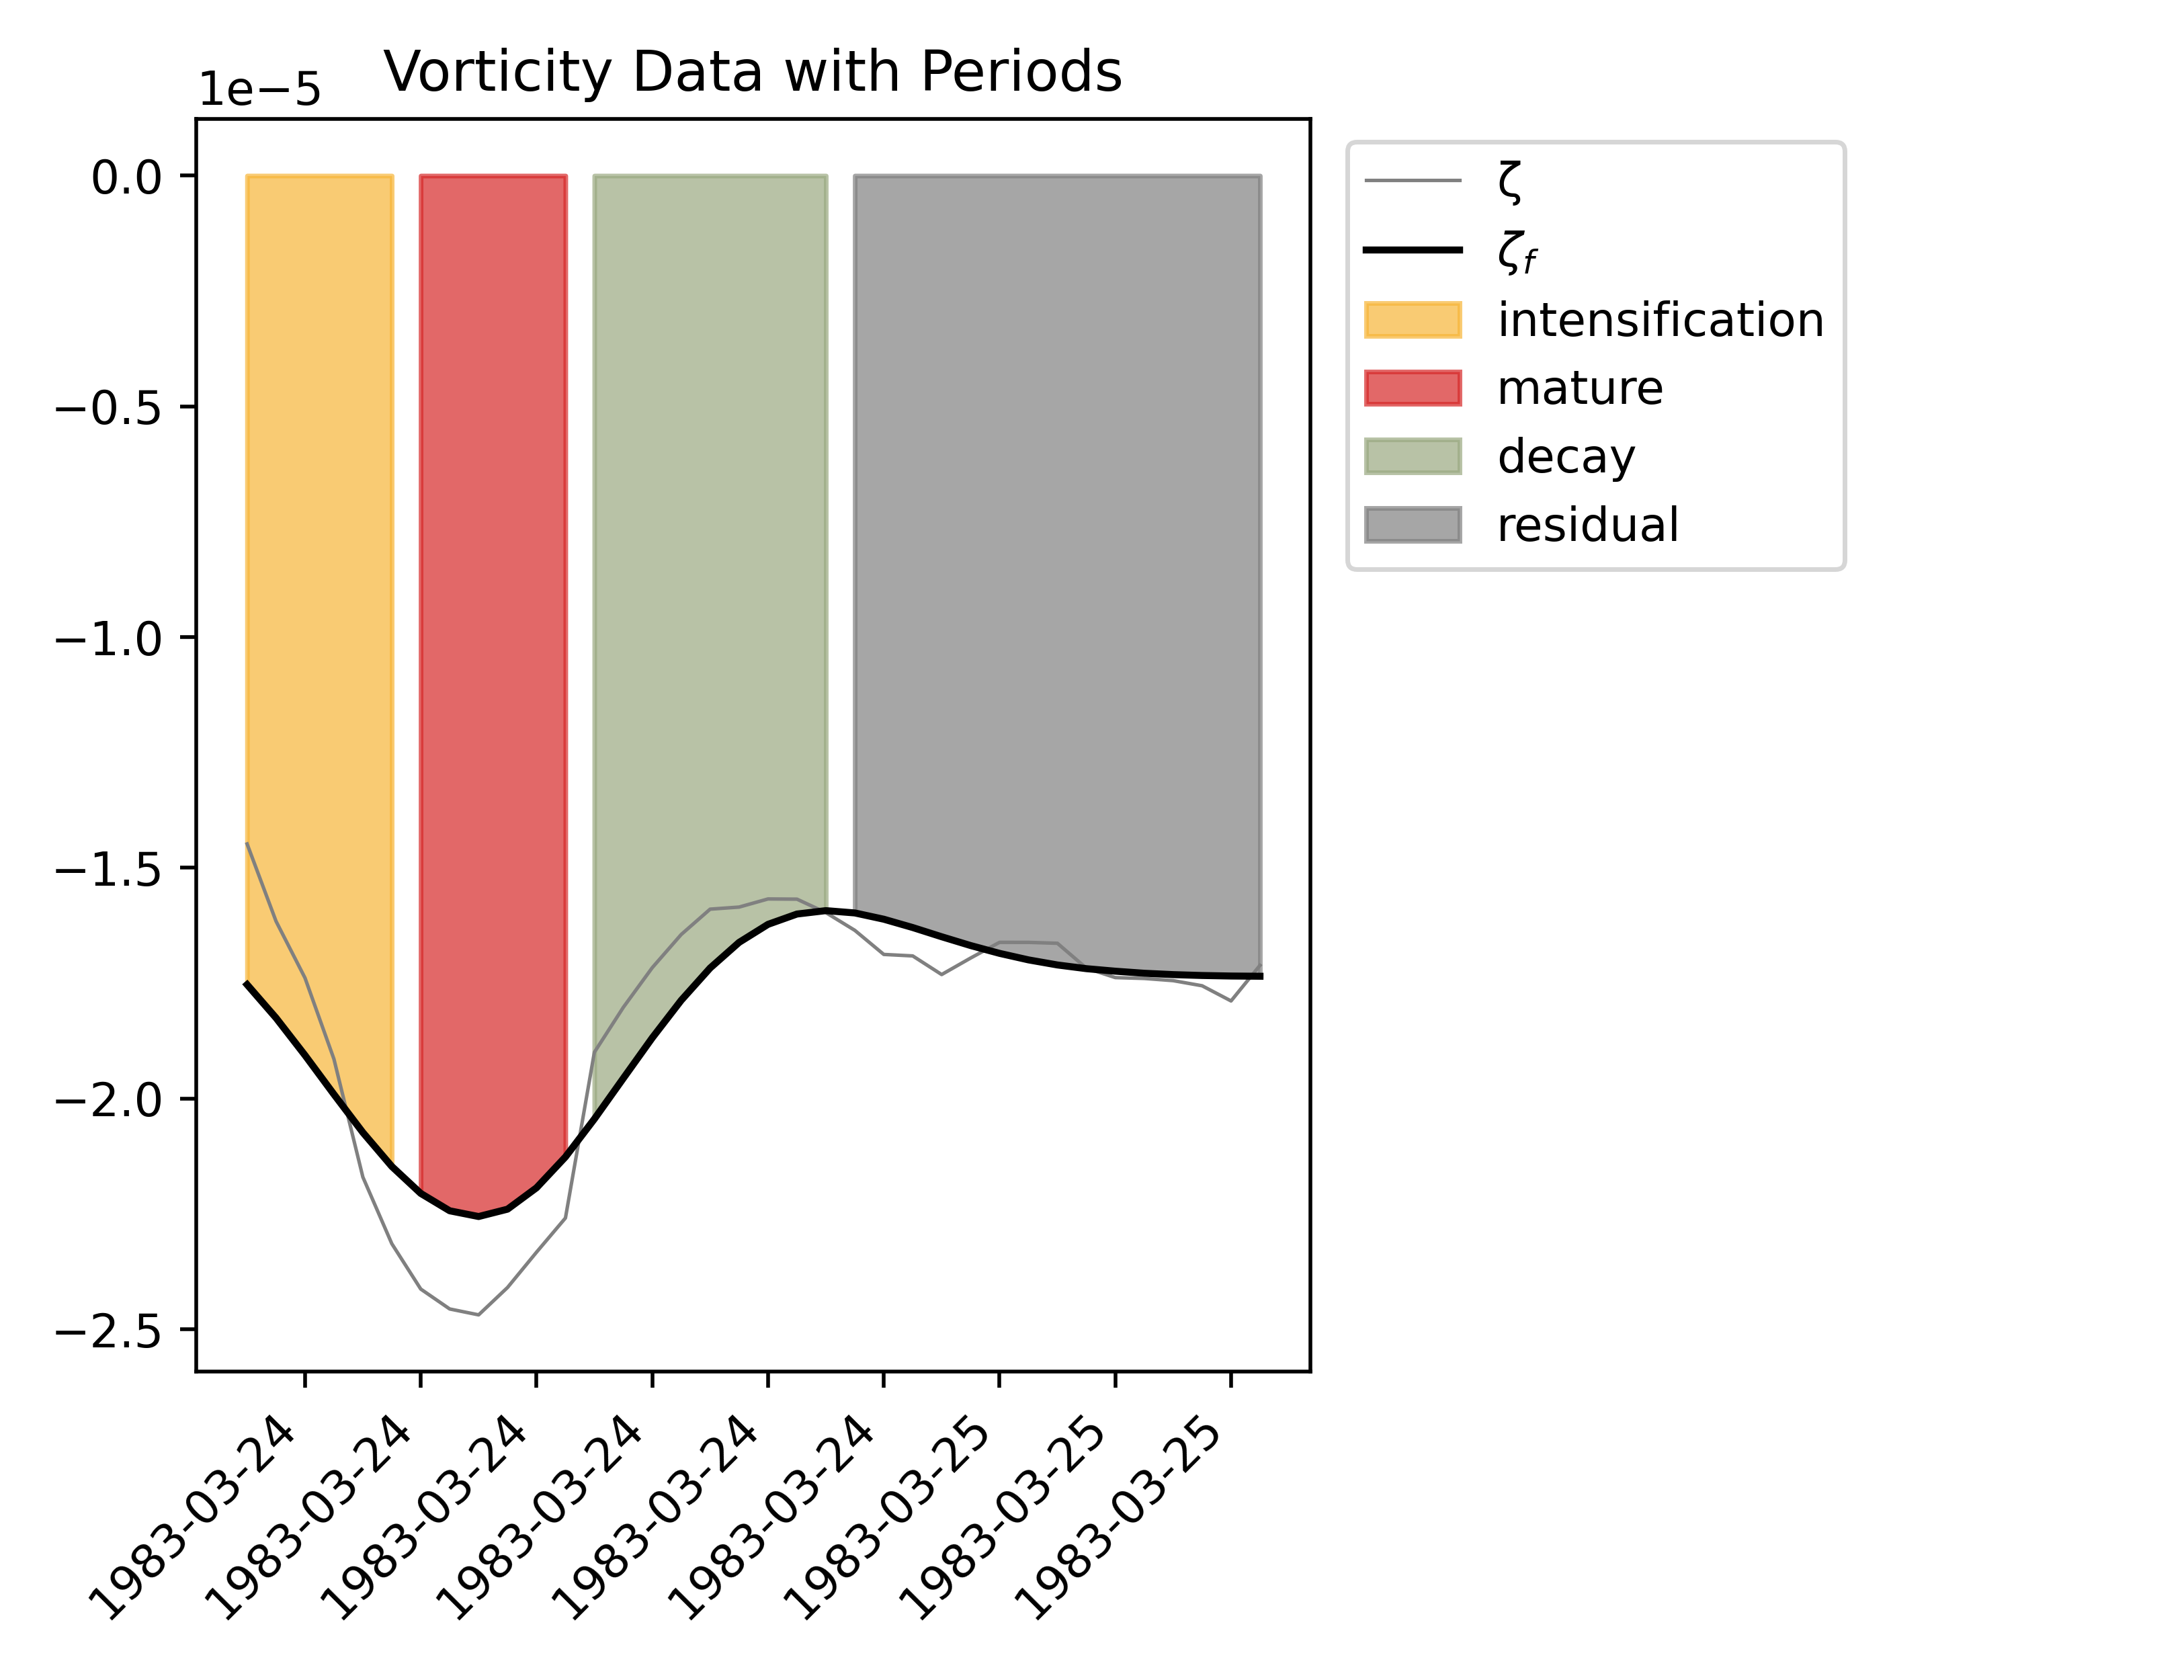 Vorticity Data with Periods
1e−5
0.0
−0.5
−1.0
−1.5
−2.0
−2.5
1983-03-24
1983-03-24
1983-03-24
1983-03-24
1983-03-24
1983-03-24
1983-03-25
1983-03-25
1983-03-25
ζ
ζf
intensification
mature
decay
residual